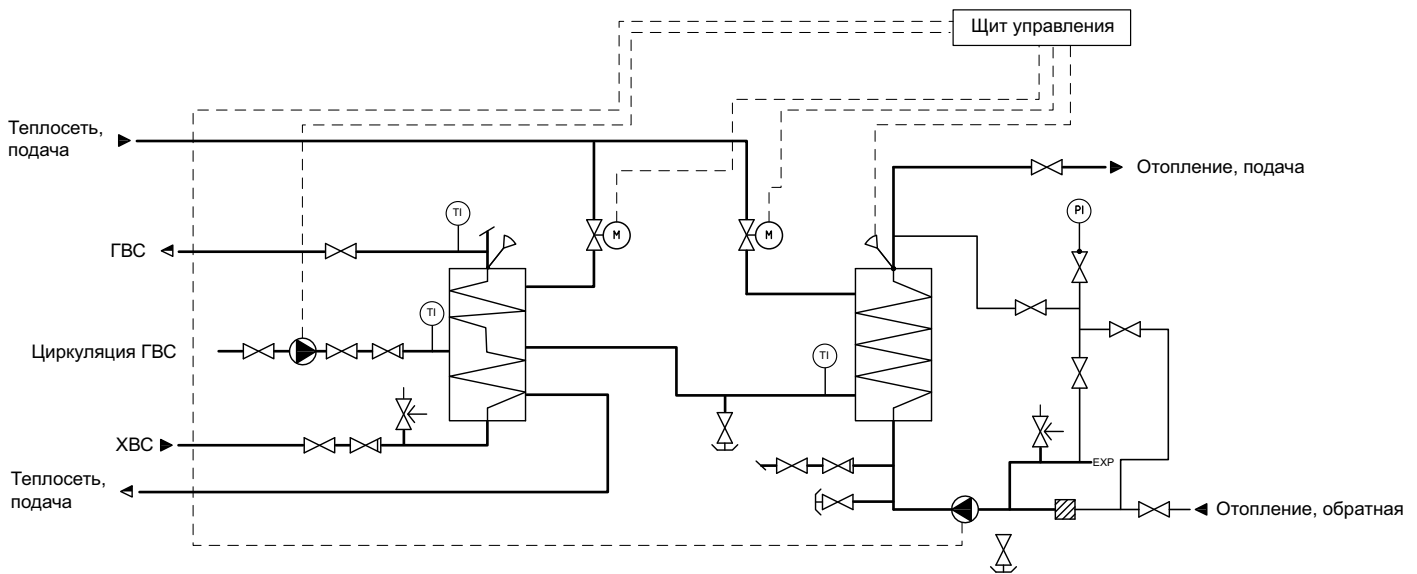 Щит управления
Теплосеть,
подача
Отопление, подача
TI
PI
ГВС
M
M
TI
Циркуляция ГВС
TI
ХВС
EXP
Теплосеть,
подача
Отопление, обратная